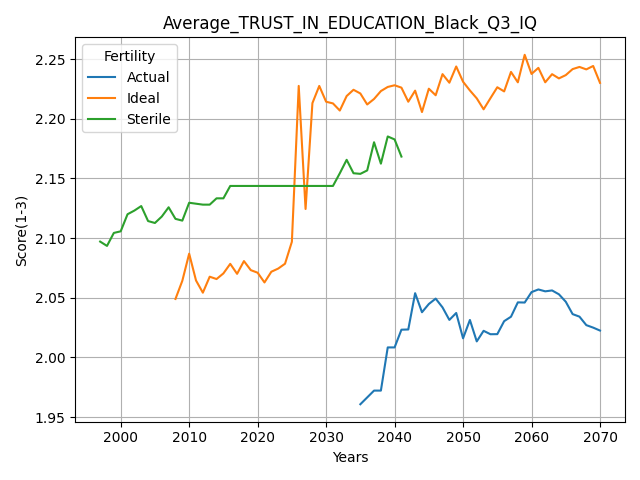 Average_TRUST_IN_EDUCATION_Black_Q3_IQ
Fertility
Actual
Ideal
Sterile
Score(1-3)
2.25
2.20
2.15
2.10
2.05
2.00
1.95
2000 2010 2020 2030 2040 2050 2060 2070
Years